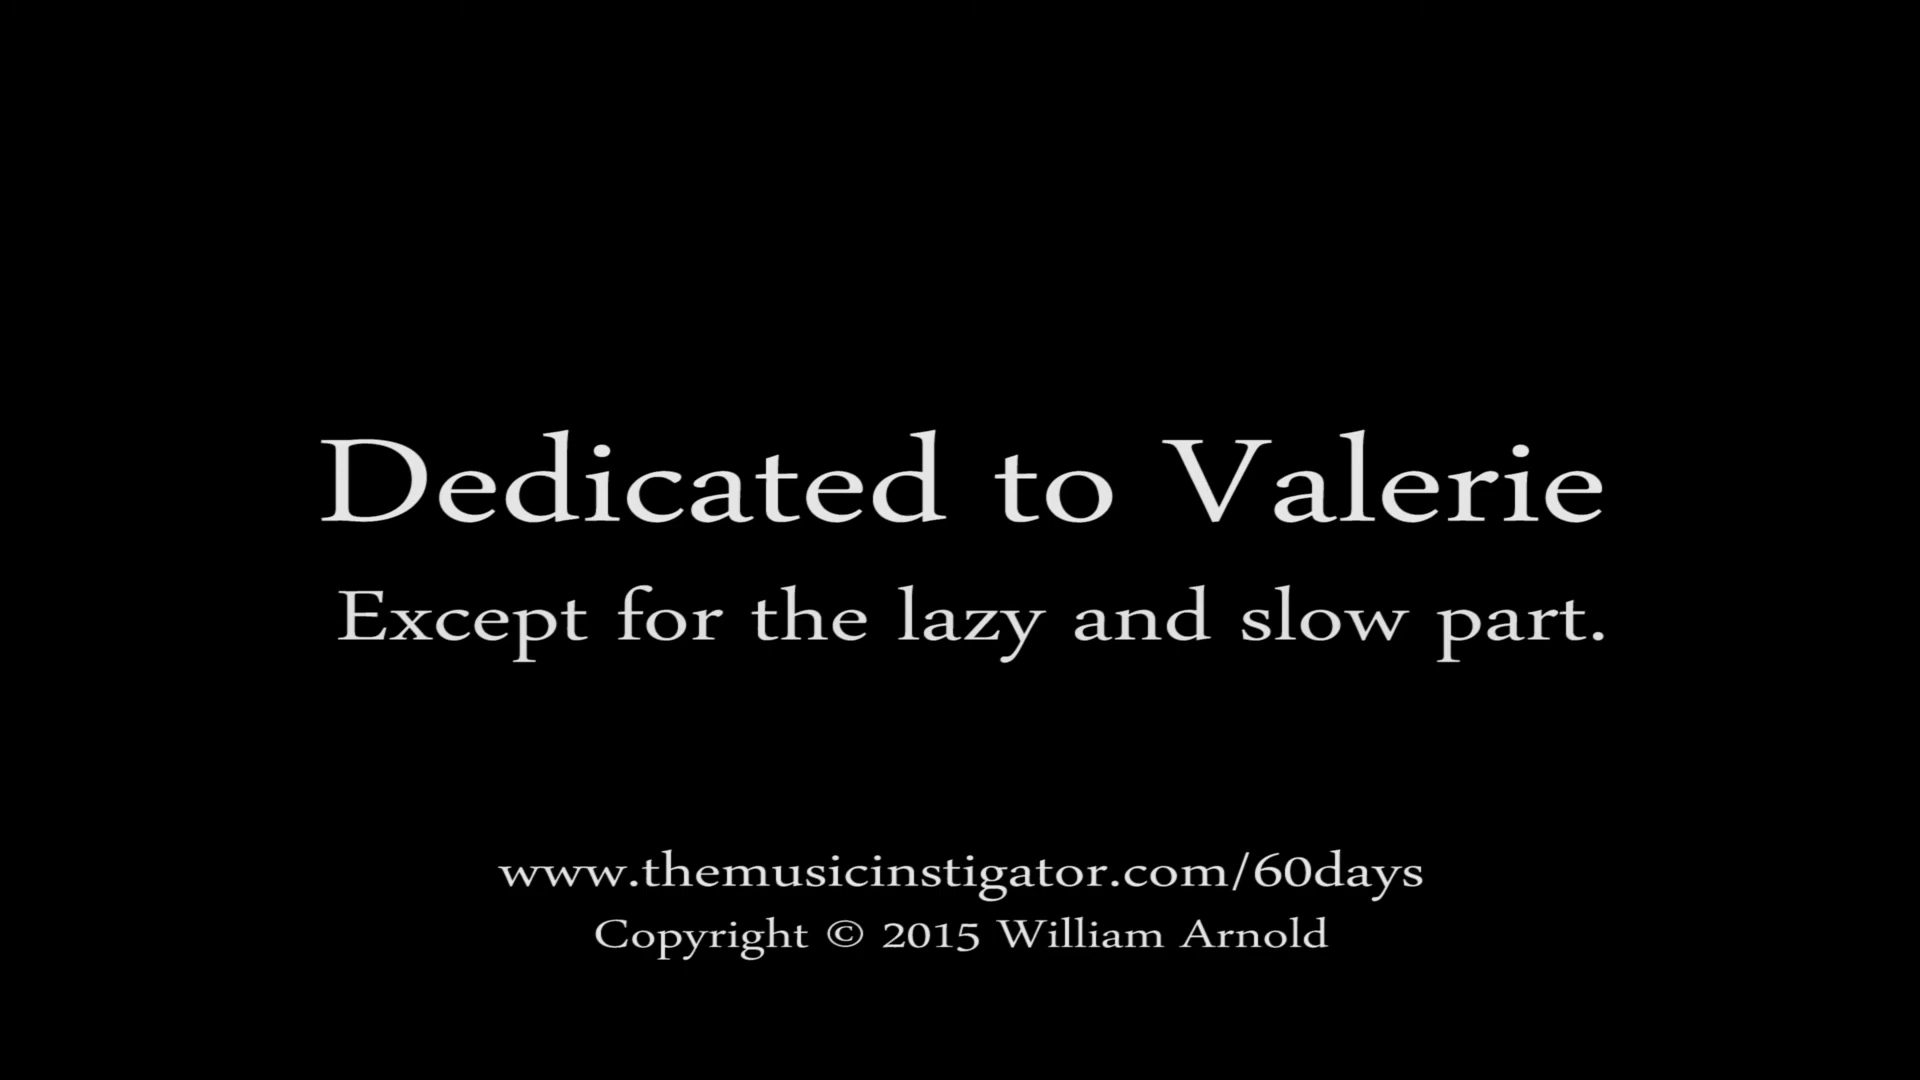 Dedicated to Valerie
Except for the lazy and slow part.
www.themusicinstigator.com/60days
Copyright © 2015 William Arnold